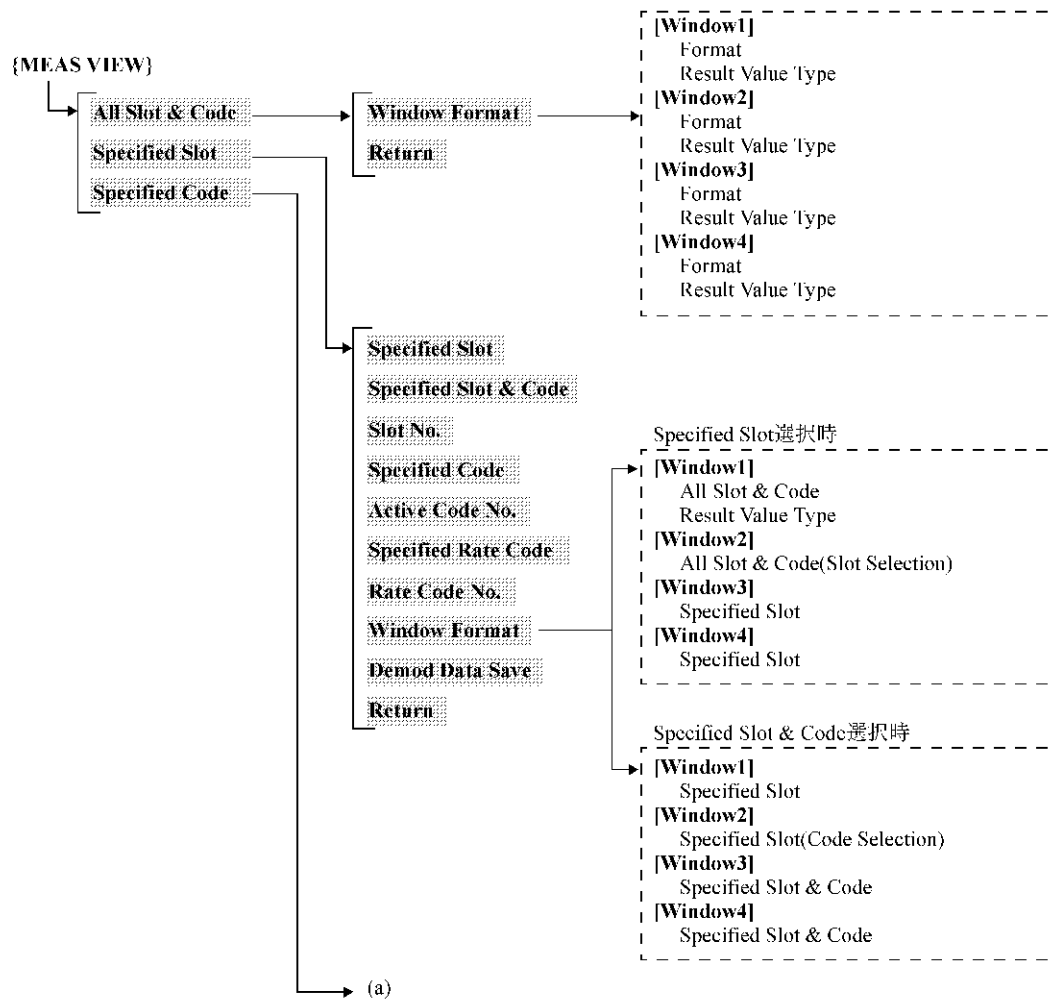 {MEAS VIEW}
All Slot & Code
Specified Slot
Specified Code
Window Format
Return
[Window1]
Format
Result Value Type
[Window2]
Format
Result Value Type
[Window3]
Format
Result Value Type
[Window4]
Format
Result Value Type
Specified Slot
Specified Slot & Code
Slot No.
Specified Code
Active Code No.
Specified Rate Code
Rate Code No.
Window Format
Demod Data Save
Return
Specified Slot選択時
[Window1]
All Slot & Code
Result Value Type
[Window2]
All Slot & Code(Slot Selection)
[Window3]
Specified Slot
[Window4]
Specified Slot
Specified Slot & Code選択時
[Window1]
Specified Slot
[Window2]
Specified Slot(Code Selection)
[Window3]
Specified Slot & Code
[Window4]
Specified Slot & Code
(a)